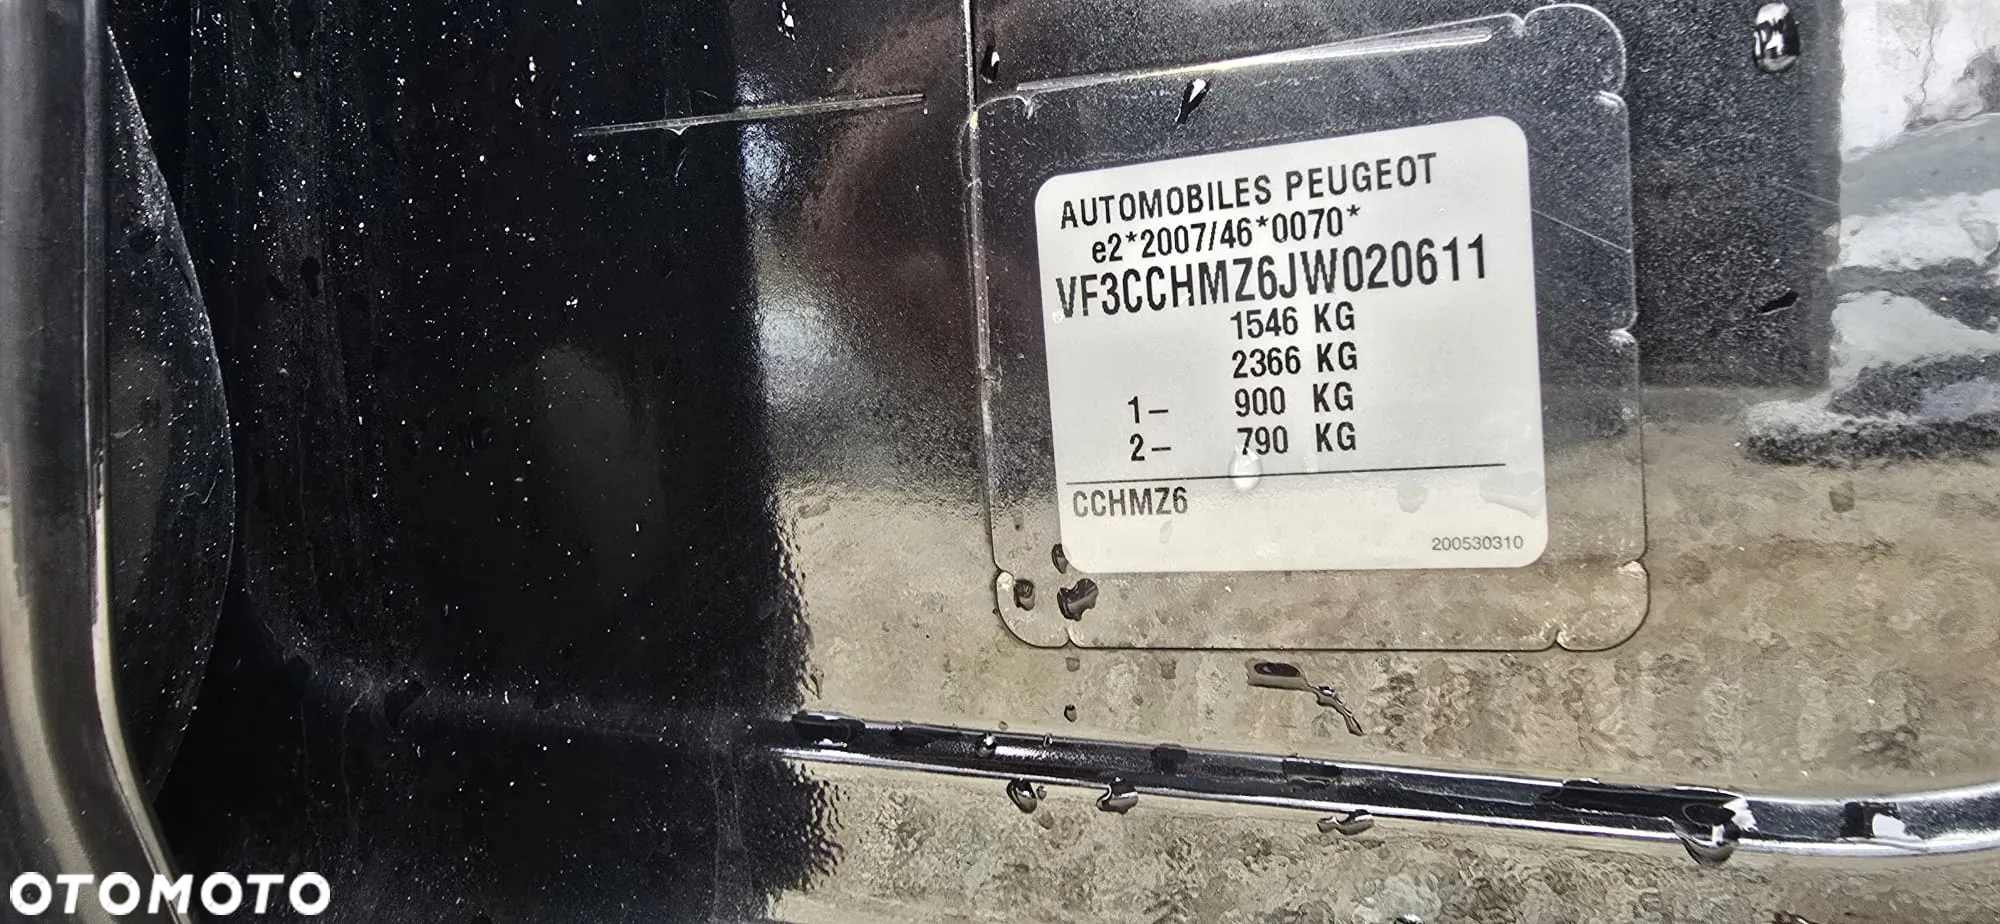 AUTOMOBILES PEUGEOT
e2*2007/46*0070*
VF3CCHMZ6JW020611
1546 KG
2366 KG
1- 900 KG
2- 790 KG
CCHMZ6
200530310
OTOMOTO